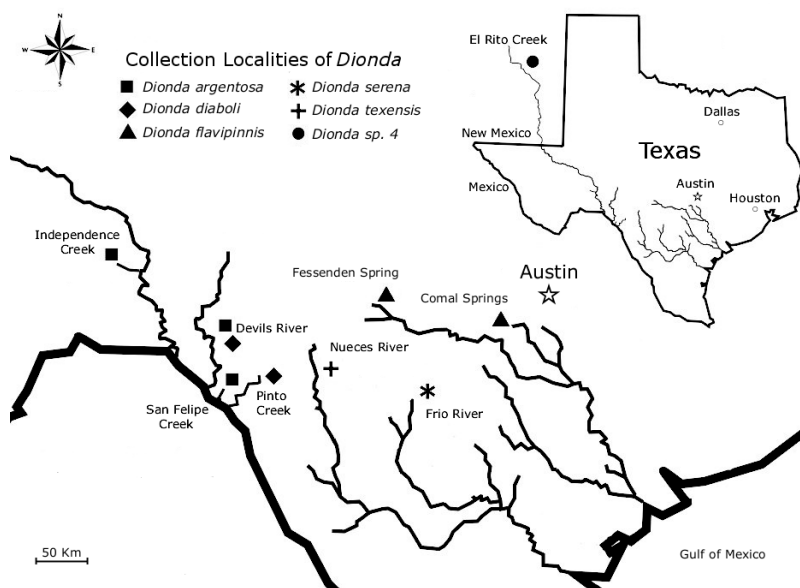 N
W E
S
Collection Localities of Dionda
Dionda argentosa
Dionda diaboli
Dionda flavipinnis
Dionda serena
Dionda texensis
Dionda sp. 4
El Rito Creek
Dallas
New Mexico
Texas
Mexico
Austin
Houston
Independence
Creek
Fessenden Spring
Austin
Comal Springs
Devils River
Nueces River
San Felipe
Creek
Pinto
Creek
Frio River
50 Km
Gulf of Mexico